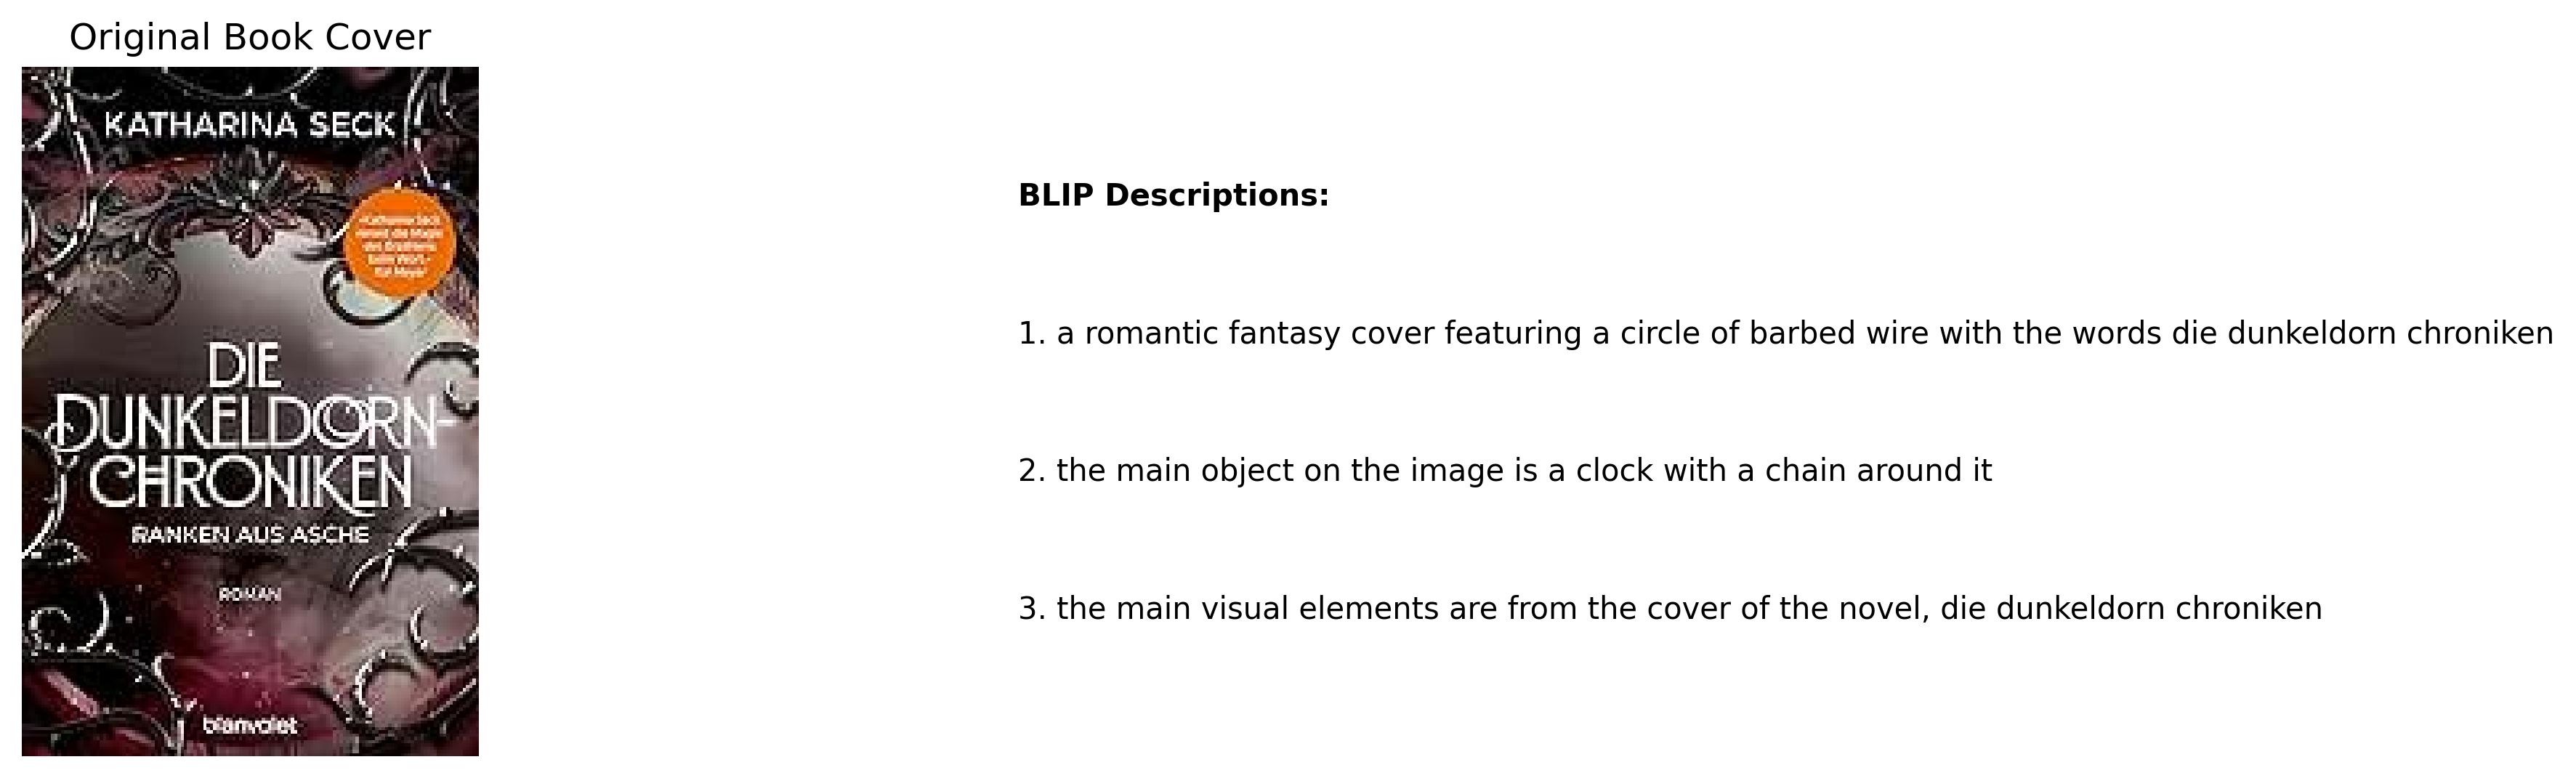 Original Book Cover
KATHARINA SECK
»Katharina Seck
die Magie
des Erzählens
beim Wort.«
Kai Meyer
DIE
DUNKELDORN-
CHRONIKEN
RANKEN AUS ASCHE
ROMAN
blanvalet
BLIP Descriptions:
1. a romantic fantasy cover featuring a circle of barbed wire with the words die dunkeldorn chroniken
2. the main object on the image is a clock with a chain around it
3. the main visual elements are from the cover of the novel, die dunkeldorn chroniken